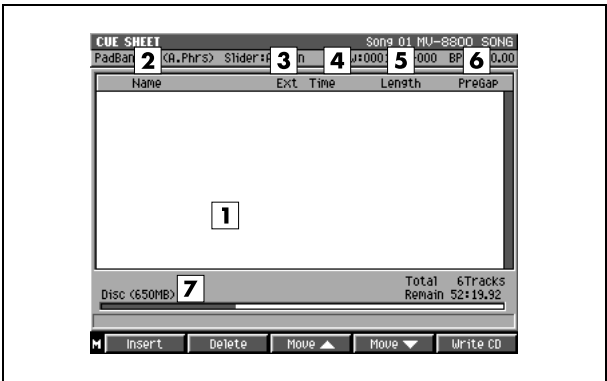 CUE SHEET Song 01 MV-8800 SONG
PadBan 2 (A.Phrs) Slider: 3 n 4 :0001 5 -000 BP 6 0.00
Name Ext Time Length PreGap
1
Total 6Tracks
Disc (650MB) 7 Remain 52:19.92
M Insert Delete Move ▲ Move ▼ Write CD